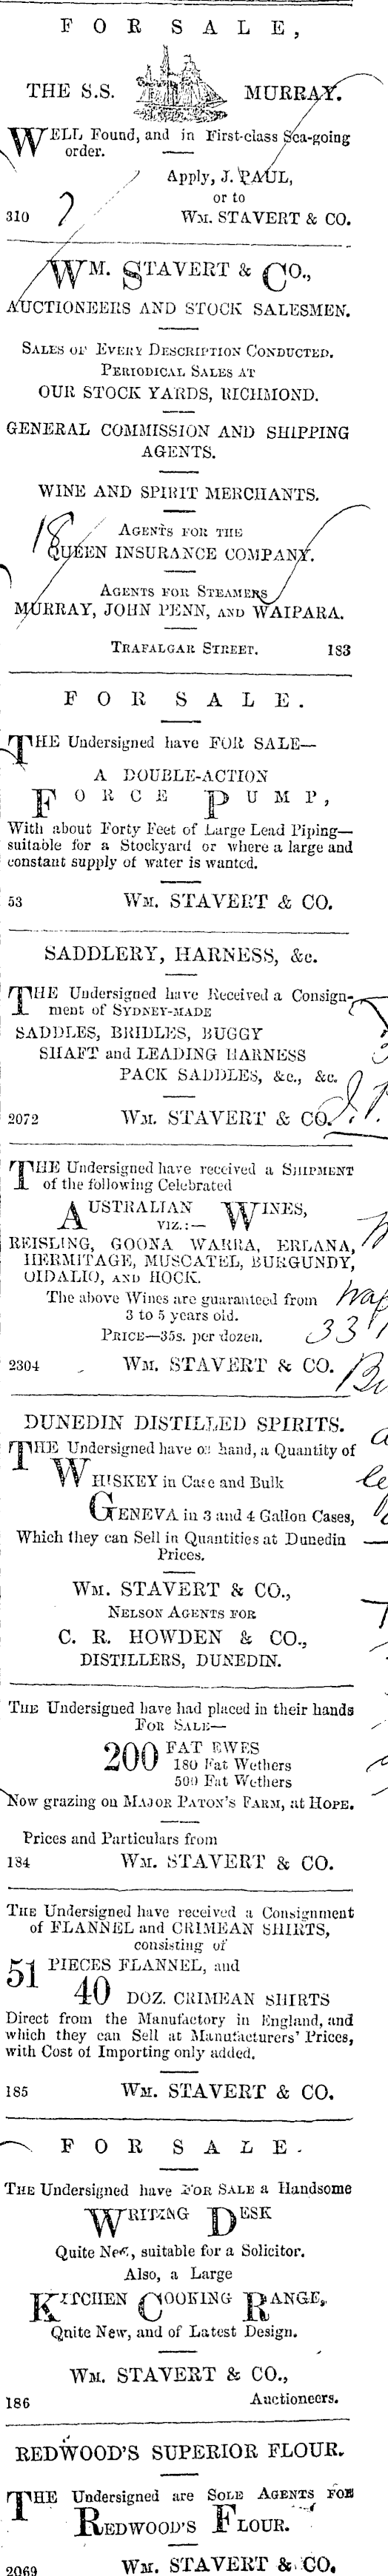 FOR SALE,
THE S.S. MURRAY.
WELL Found, and in First-class Sea-going
order.
Apply, J. PAUL,
or to
310 WM. STAVERT & CO.
WM. STAVERT & CO.,
AUCTIONEERS AND STOCK SALESMEN.
SALES OF EVERY DESCRIPTION CONDUCTED.
PERIODICAL SALES AT
OUR STOCK YARDS, RICHMOND.
GENERAL COMMISSION AND SHIPPING
AGENTS.
WINE AND SPIRIT MERCHANTS.
18
AGENTS FOR THE
QUEEN INSURANCE COMPANY.
AGENTS FOR STEAMERS
MURRAY, JOHN PENN, AND WAIPARA.
TRAFALGAR STREET. 183
FOR SALE.
THE Undersigned have FOR SALE—
A DOUBLE-ACTION
FORCE PUMP,
With about Forty Feet of Large Lead Piping—
suitable for a Stockyard or where a large and
constant supply of water is wanted.
53 WM. STAVERT & CO.
SADDLERY, HARNESS, &c.
THE Undersigned have Received a Consign-
ment of SYDNEY-MADE
SADDLES, BRIDLES, BUGGY
SHAFT and LEADING HARNESS
PACK SADDLES, &c., &c.
2072 WM. STAVERT & CO.
THE Undersigned have received a SHIPMENT
of the following Celebrated
AUSTRALIAN WINES,
VIZ.:—
REISLING, GOONA WARRA, ERLANA,
HERMITAGE, MUSCATEL, BURGUNDY,
OIDALIO, AND HOCK.
The above Wines are guaranteed from
3 to 5 years old.
PRICE—35s. per dozen.
2304 WM. STAVERT & CO.
DUNEDIN DISTILLED SPIRITS.
THE Undersigned have on hand, a Quantity of
WHISKEY in Case and Bulk
GENEVA in 3 and 4 Gallon Cases,
Which they can Sell in Quantities at Dunedin
Prices.
WM. STAVERT & CO.,
NELSON AGENTS FOR
C. R. HOWDEN & CO.,
DISTILLERS, DUNEDIN.
THE Undersigned have had placed in their hands
FOR SALE—
200 FAT EWES
180 Fat Wethers
500 Fat Wethers
Now grazing on MAJOR PATON'S FARM, at HOPE.
Prices and Particulars from
184 WM. STAVERT & CO.
THE Undersigned have received a Consignment
of FLANNEL and CRIMEAN SHIRTS,
consisting of
51 PIECES FLANNEL, and
40 DOZ. CRIMEAN SHIRTS
Direct from the Manufactory in England, and
which they can Sell at Manufacturers' Prices,
with Cost of Importing only added.
185 WM. STAVERT & CO.
FOR SALE.
THE Undersigned have FOR SALE a Handsome
WRITING DESK
Quite New, suitable for a Solicitor.
Also, a Large
KITCHEN COOKING RANGE,
Quite New, and of Latest Design.
WM. STAVERT & CO.,
186 Auctioneers.
REDWOOD'S SUPERIOR FLOUR.
THE Undersigned are SOLE AGENTS FOR
REDWOOD'S FLOUR.
2069 WM. STAVERT & CO.